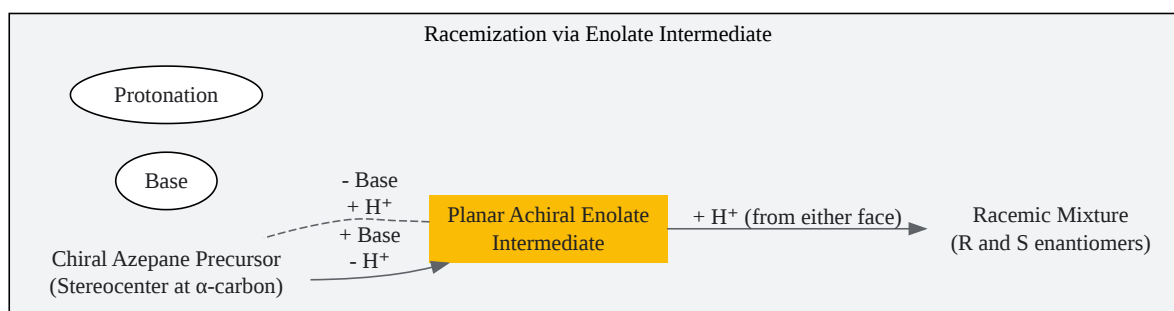 Racemization via Enolate Intermediate
Protonation
Base
- Base
+ H⁺
+ Base
- H⁺
Chiral Azepane Precursor
(Stereocenter at α-carbon)
Planar Achiral Enolate
Intermediate
+ H⁺ (from either face)
Racemic Mixture
(R and S enantiomers)